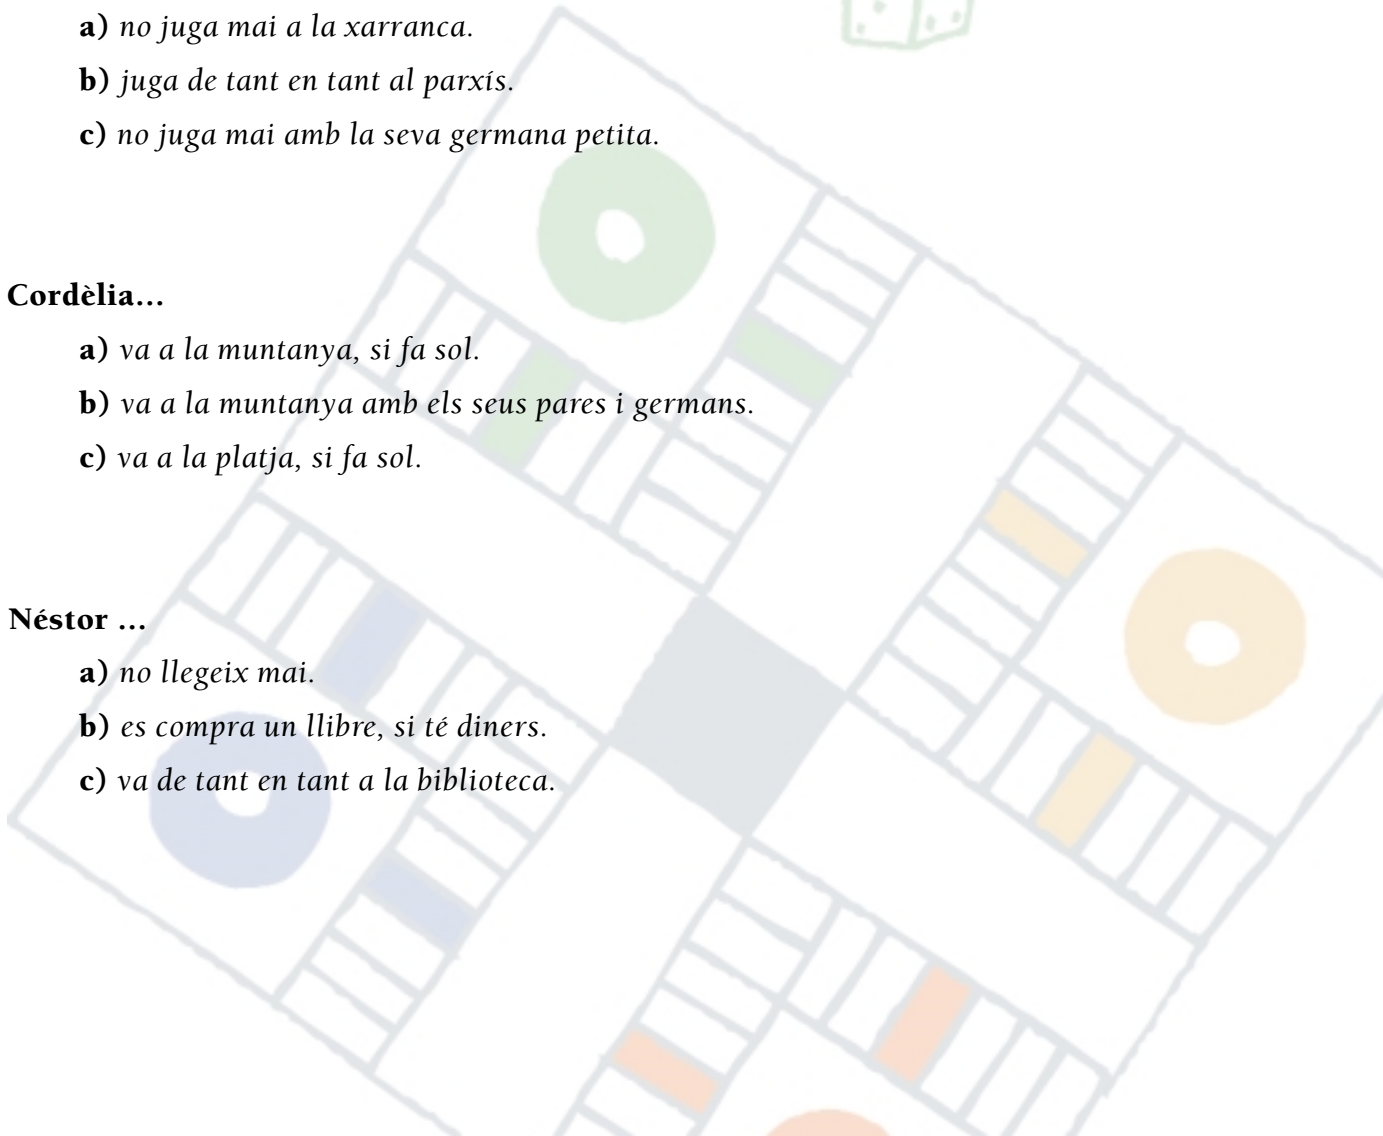 a) no juga mai a la xarranca.
b) juga de tant en tant al parxís.
c) no juga mai amb la seva germana petita.
Cordèlia...
a) va a la muntanya, si fa sol.
b) va a la muntanya amb els seus pares i germans.
c) va a la platja, si fa sol.
Néstor ...
a) no llegeix mai.
b) es compra un llibre, si té diners.
c) va de tant en tant a la biblioteca.